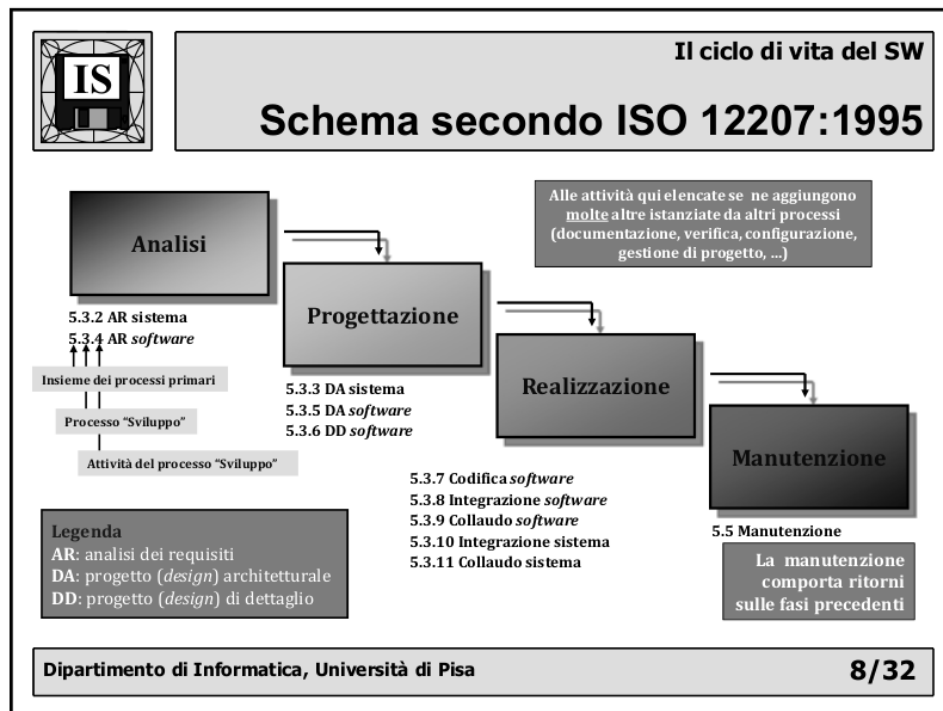 IS
Il ciclo di vita del SW
Schema secondo ISO 12207:1995
Alle attività qui elencate se ne aggiungono
molte altre istanziate da altri processi
(documentazione, verifica, configurazione,
gestione di progetto, ...)
Analisi
5.3.2 AR sistema
5.3.4 AR software
Insieme dei processi primari
Processo “Sviluppo”
Attività del processo “Sviluppo”
Progettazione
5.3.3 DA sistema
5.3.5 DA software
5.3.6 DD software
Realizzazione
5.3.7 Codifica software
5.3.8 Integrazione software
5.3.9 Collaudo software
5.3.10 Integrazione sistema
5.3.11 Collaudo sistema
Manutenzione
5.5 Manutenzione
La manutenzione
comporta ritorni
sulle fasi precedenti
Legenda
AR: analisi dei requisiti
DA: progetto (design) architetturale
DD: progetto (design) di dettaglio
Dipartimento di Informatica, Università di Pisa
8/32